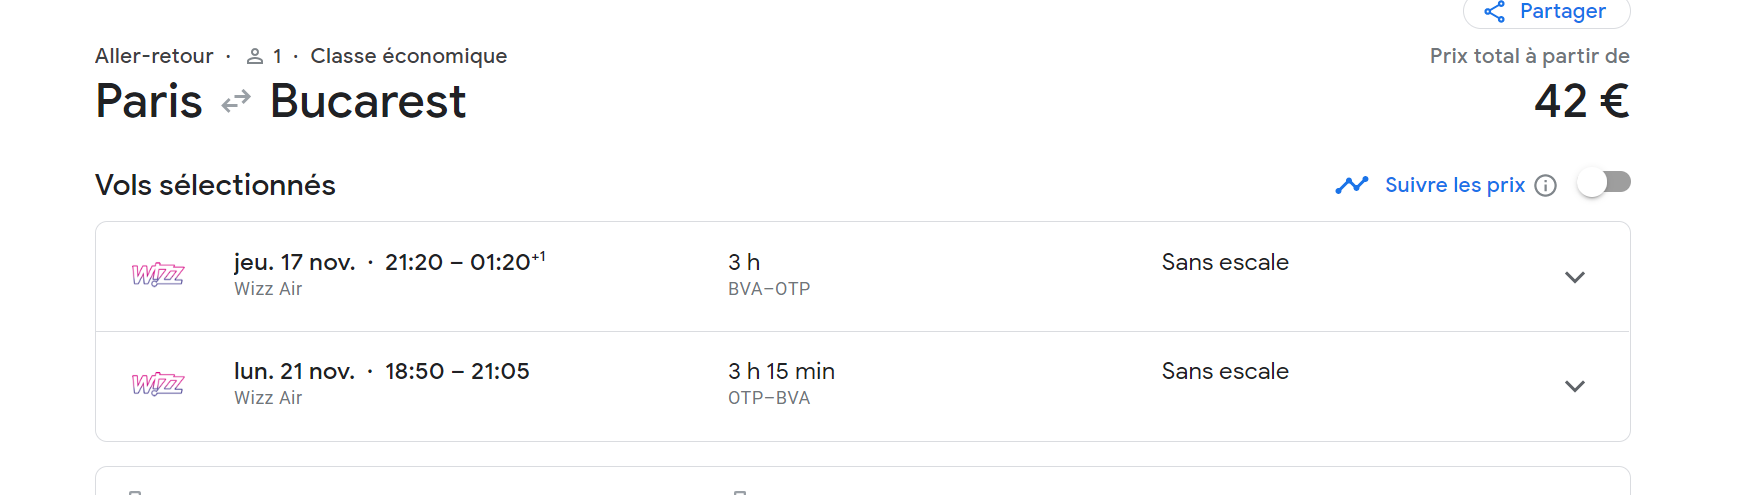 Partager
Aller-retour · 1 · Classe économique
Prix total à partir de
Paris Bucarest
42 €
Vols sélectionnés
Suivre les prix
Wizz
jeu. 17 nov. · 21:20 – 01:20+1
3 h
Sans escale
Wizz Air
BVA–OTP
Wizz
lun. 21 nov. · 18:50 – 21:05
3 h 15 min
Sans escale
Wizz Air
OTP–BVA